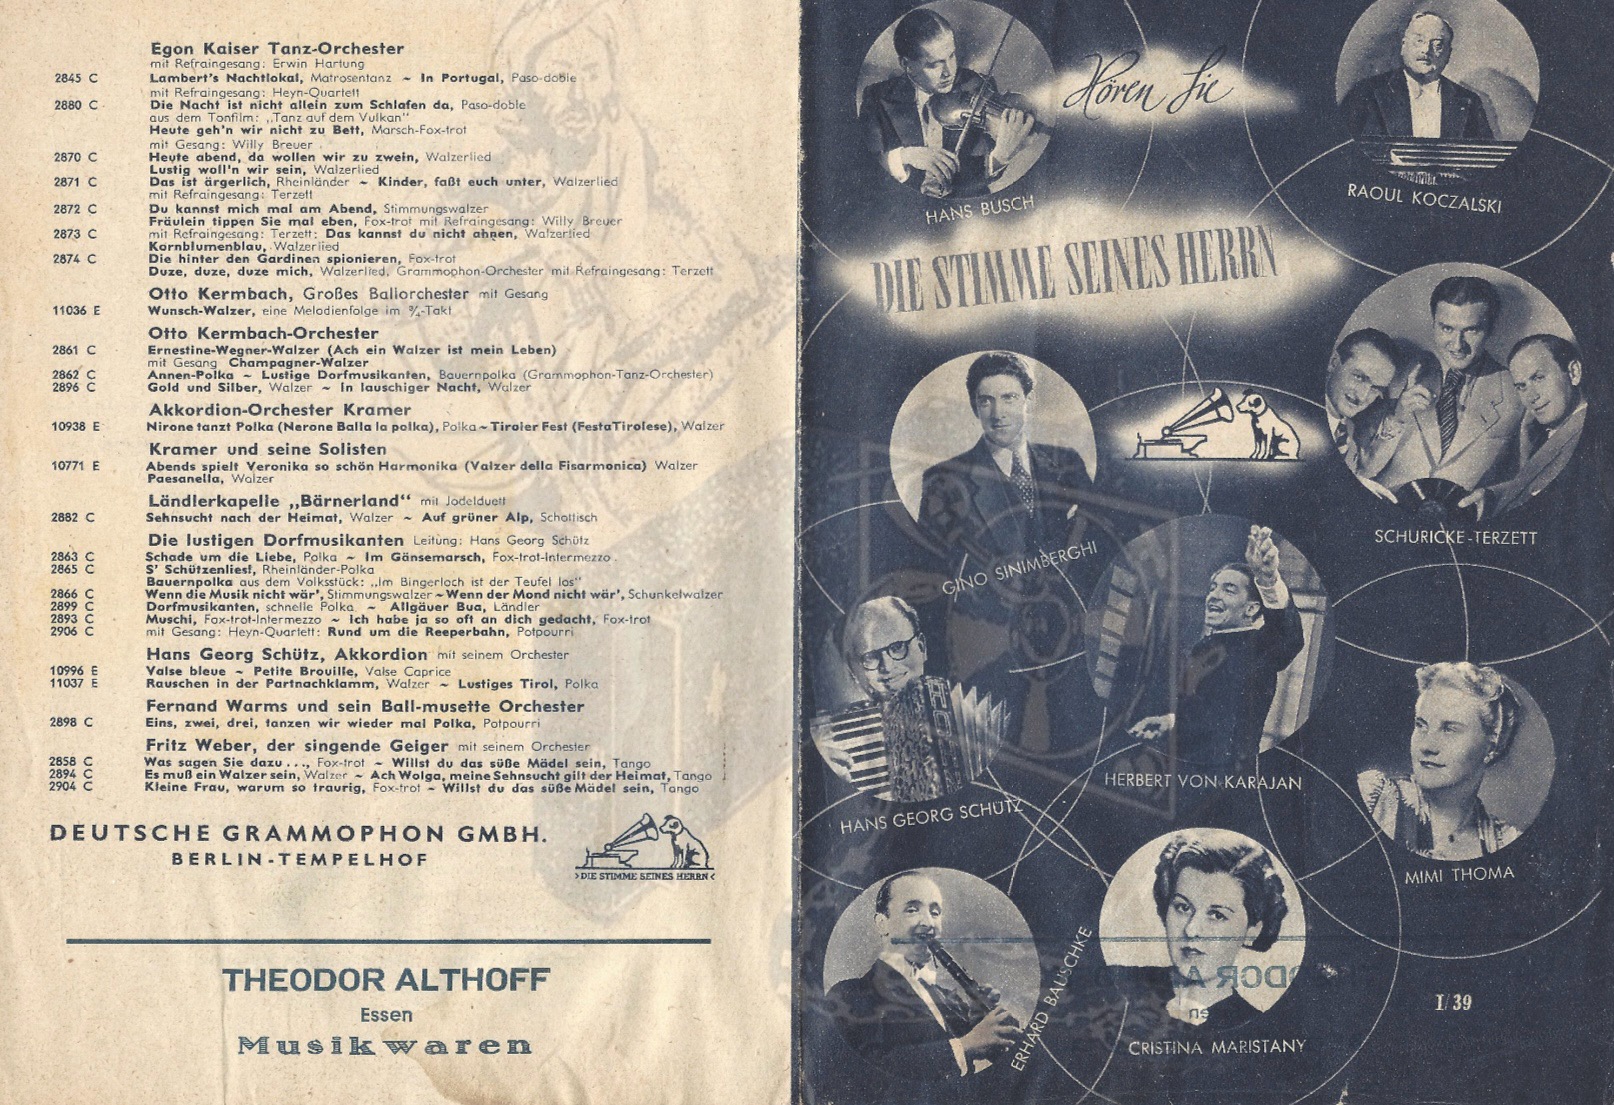 Egon Kaiser Tanz-Orchester
mit Refraingesang: Erwin Hartung
2845 C Lambert's Nachtlokal, Matrosentanz ~ In Portugal, Paso-doble
mit Refraingesang: Heyn-Quartett
2880 C Die Nacht ist nicht allein zum Schlafen da, Paso-doble
aus dem Tonfilm: „Tanz auf dem Vulkan“
Heute geh'n wir nicht zu Bett, Marsch-Fox-trot
mit Gesang: Willy Breuer
2870 C Heute abend, da wollen wir zu zwein, Walzerlied
Lustig woll'n wir sein, Walzerlied
2871 C Das ist ärgerlich, Rheinländer ~ Kinder, faßt euch unter, Walzerlied
mit Refraingesang: Terzett
2872 C Du kannst mich mal am Abend, Stimmungswalzer
Fräulein tippen Sie mal eben, Fox-trot mit Refraingesang: Willy Breuer
2873 C mit Refraingesang: Terzett: Das kannst du nicht ahnen, Walzerlied
Kornblumenblau, Walzerlied
2874 C Die hinter den Gardinen spionieren, Fox-trot
Duze, duze, duze mich, Walzerlied, Grammophon-Orchester mit Refraingesang: Terzett
Otto Kermbach, Großes Ballorchester mit Gesang
11036 E Wunsch-Walzer, eine Melodienfolge im ¾-Takt
Otto Kermbach-Orchester
2861 C Ernestine-Wegner-Walzer (Ach ein Walzer ist mein Leben)
mit Gesang Champagner-Walzer
2862 C Annen-Polka ~ Lustige Dorfmusikanten, Bauernpolka (Grammophon-Tanz-Orchester)
2896 C Gold und Silber, Walzer ~ In lauschiger Nacht, Walzer
Akkordion-Orchester Kramer
10938 E Nirone tanzt Polka (Nerone Balla la polka), Polka ~ Tiroler Fest (Festa Tirolese), Walzer
Kramer und seine Solisten
10771 E Abends spielt Veronika so schön Harmonika (Valzer della Fisarmonica) Walzer
Paesanella, Walzer
Ländlerkapelle „Bärnerland“ mit Jodelduett
2882 C Sehnsucht nach der Heimat, Walzer ~ Auf grüner Alp, Schottisch
Die lustigen Dorfmusikanten Leitung: Hans Georg Schütz
2863 C Schade um die Liebe, Polka ~ Im Gänsemarsch, Fox-trot-Intermezzo
2865 C S' Schützenliesl, Rheinländer-Polka
Bauernpolka aus dem Volksstück: „Im Bingerloch ist der Teufel los“
2866 C Wenn die Musik nicht wär', Stimmungswalzer ~ Wenn der Mond nicht wär', Schunkelwalzer
2899 C Dorfmusikanten, schnelle Polka ~ Allgäuer Bua, Ländler
2893 C Muschi, Fox-trot-Intermezzo ~ Ich habe ja so oft an dich gedacht, Fox-trot
2906 C mit Gesang: Heyn-Quartett: Rund um die Reeperbahn, Potpourri
Hans Georg Schütz, Akkordion mit seinem Orchester
10996 E Valse bleue ~ Petite Brouille, Valse Caprice
11037 E Rauschen in der Partnachklamm, Walzer ~ Lustiges Tirol, Polka
Fernand Warms und sein Ball-musette Orchester
2898 C Eins, zwei, drei, tanzen wir wieder mal Polka, Potpourri
Fritz Weber, der singende Geiger mit seinem Orchester
2858 C Was sagen Sie dazu . . ., Fox-trot ~ Willst du das süße Mädel sein, Tango
2894 C Es muß ein Walzer sein, Walzer ~ Ach Wolga, meine Sehnsucht gilt der Heimat, Tango
2904 C Kleine Frau, warum so traurig, Fox-trot ~ Willst du das süße Mädel sein, Tango
DEUTSCHE GRAMMOPHON GMBH.
BERLIN-TEMPELHOF
›DIE STIMME SEINES HERRN‹
THEODOR ALTHOFF
Essen
Musikwaren
Hören Sie
HANS BUSCH
RAOUL KOCZALSKI
DIE STIMME SEINES HERRN
SCHURICKE-TERZETT
GINO SINIMBERGHI
HERBERT VON KARAJAN
HANS GEORG SCHÜTZ
MIMI THOMA
ERHARD BAUSCHKE
CRISTINA MARISTANY
I/39